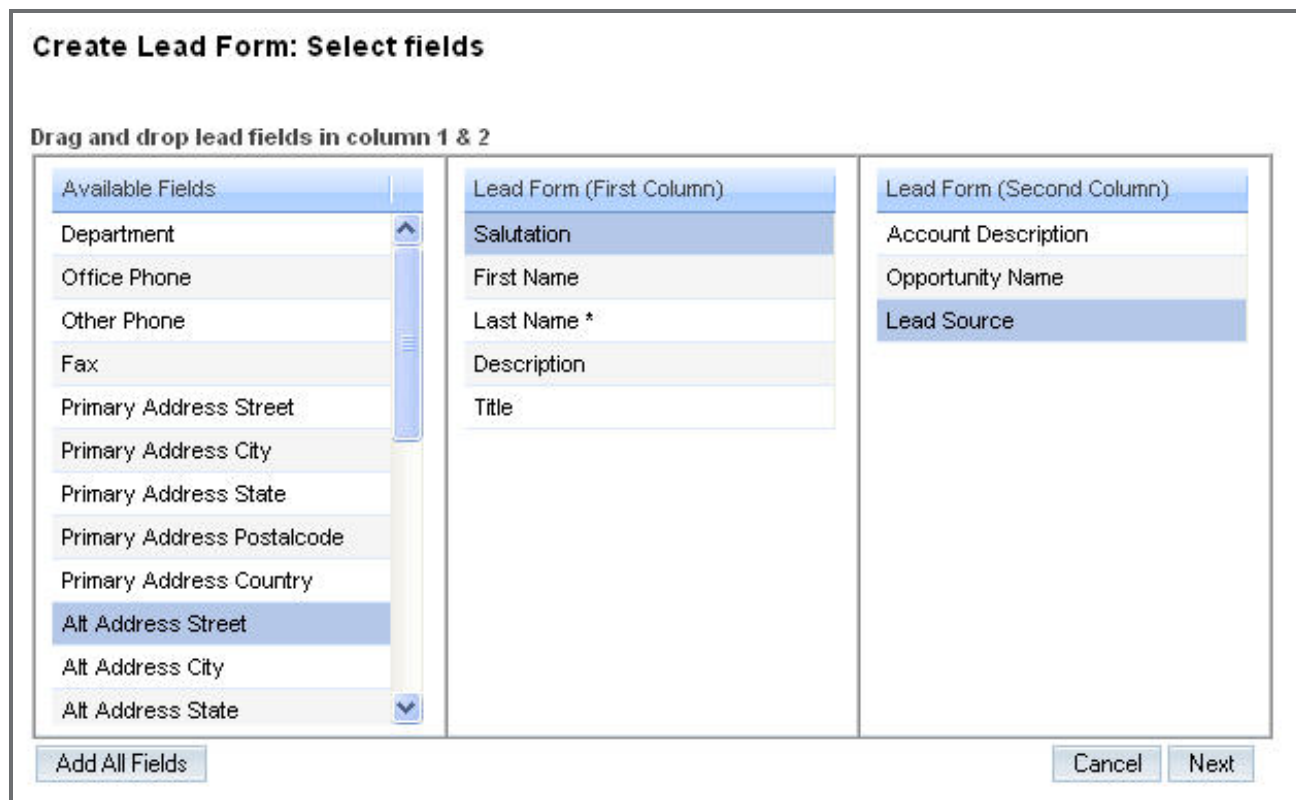 Create Lead Form: Select fields
Drag and drop lead fields in column 1 & 2
Available Fields
Department
Office Phone
Other Phone
Fax
Primary Address Street
Primary Address City
Primary Address State
Primary Address Postalcode
Primary Address Country
Alt Address Street
Alt Address City
Alt Address State
Lead Form (First Column)
Salutation
First Name
Last Name *
Description
Title
Lead Form (Second Column)
Account Description
Opportunity Name
Lead Source
Add All Fields
Cancel
Next